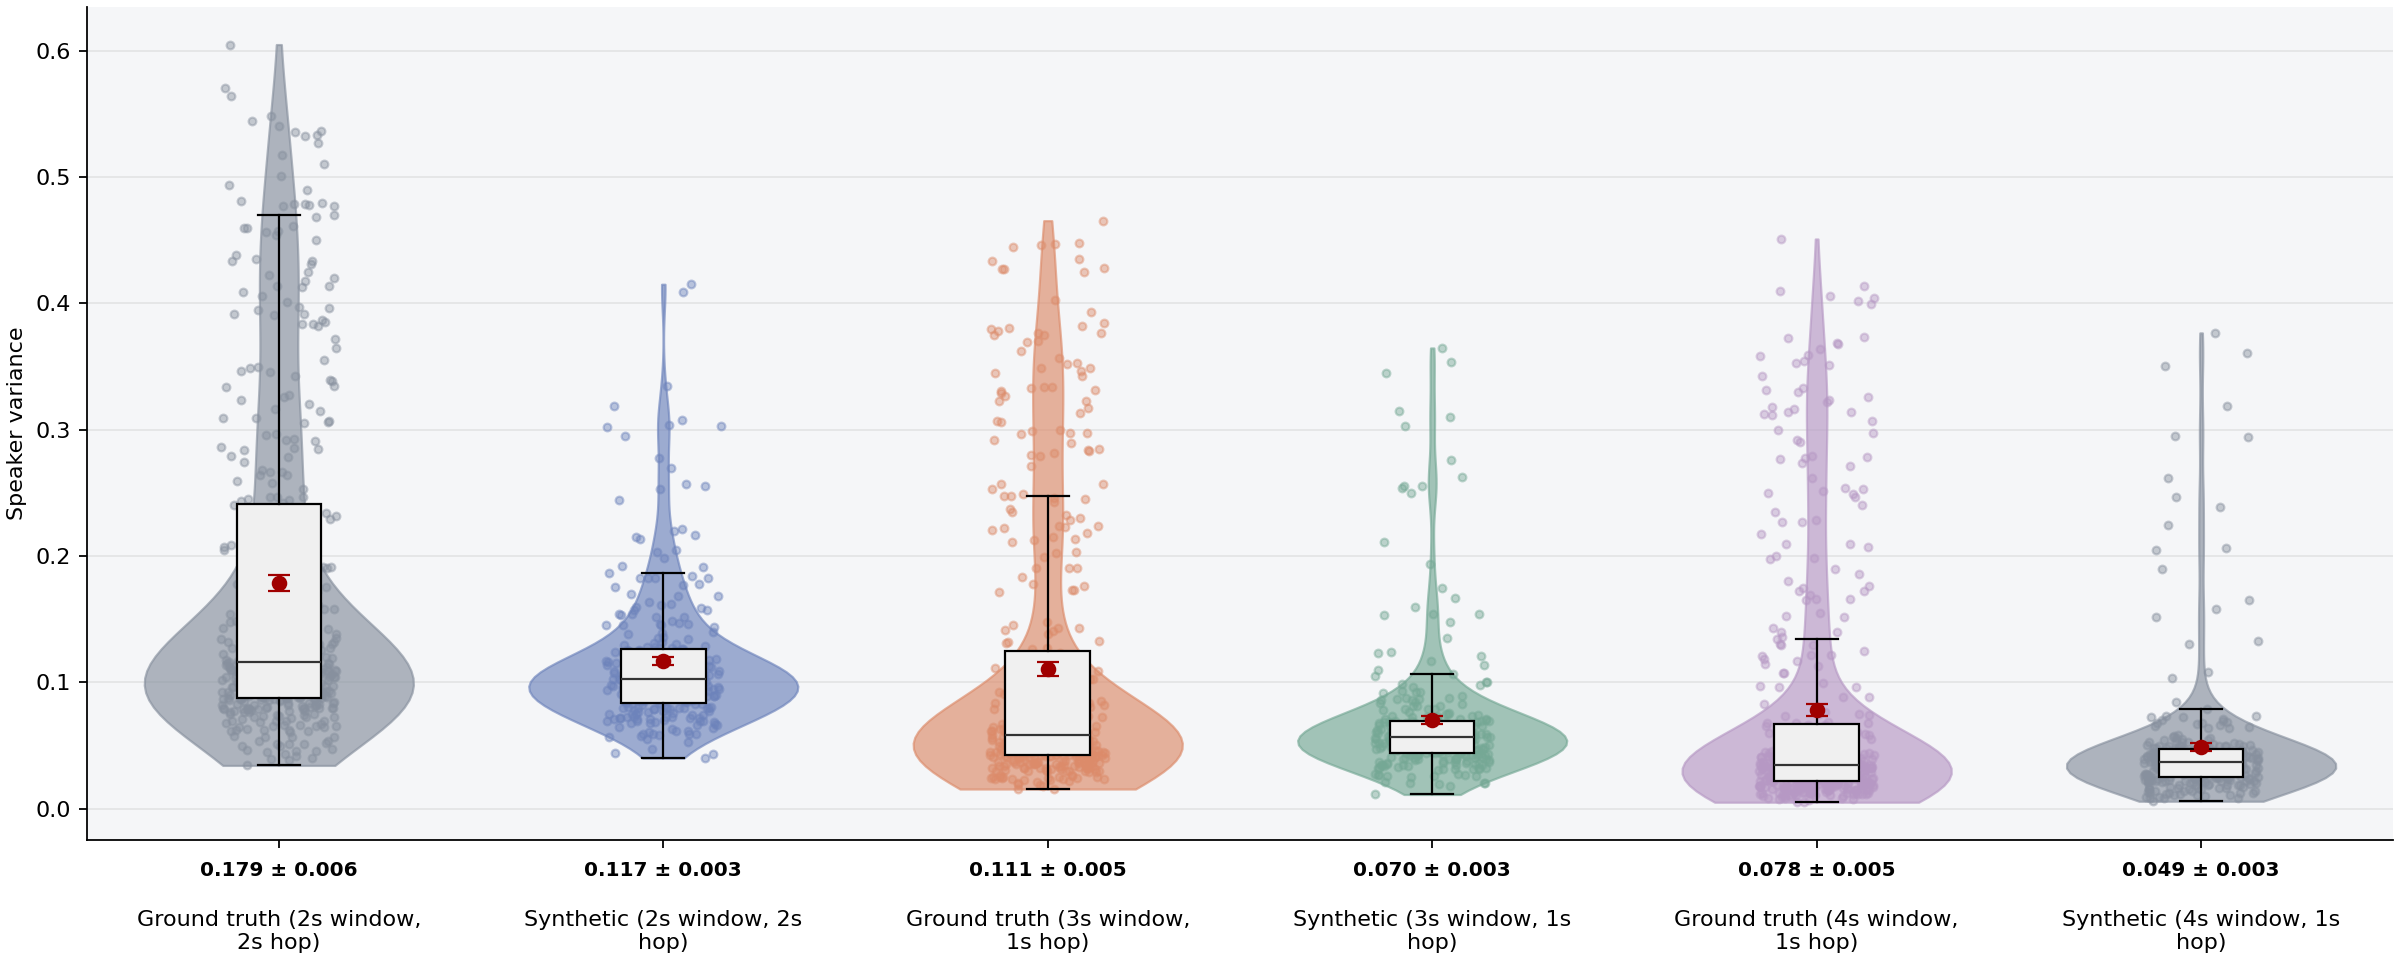 0.6
0.5
0.4
0.3
0.2
0.1
0.0
Speaker variance
0.179 ± 0.006
0.117 ± 0.003
0.111 ± 0.005
0.070 ± 0.003
0.078 ± 0.005
0.049 ± 0.003
Ground truth (2s window,
2s hop)
Synthetic (2s window, 2s
hop)
Ground truth (3s window,
1s hop)
Synthetic (3s window, 1s
hop)
Ground truth (4s window,
1s hop)
Synthetic (4s window, 1s
hop)